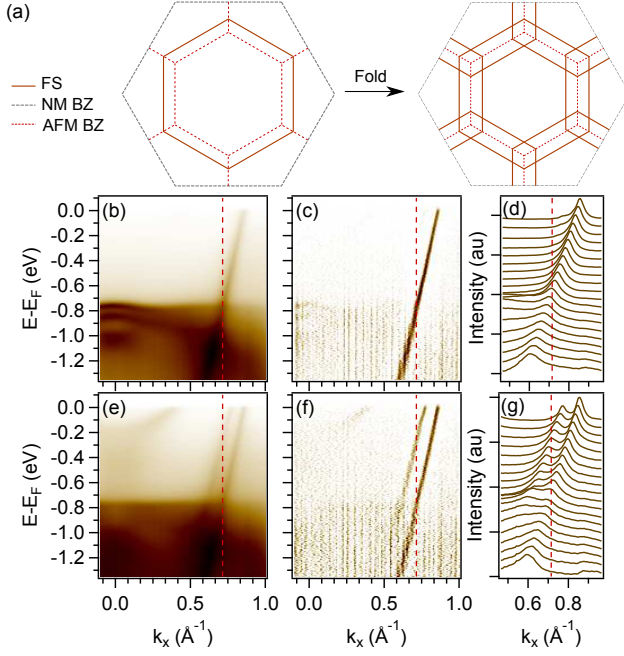 (a)
FS
NM BZ
AFM BZ
Fold
(b)
(c)
(d)
E-E_F (eV)
0.0
-0.2
-0.4
-0.6
-0.8
-1.0
-1.2
Intensity (au)
(e)
(f)
(g)
E-E_F (eV)
0.0
-0.2
-0.4
-0.6
-0.8
-1.0
-1.2
Intensity (au)
0.0 0.5 1.0
0.0 0.5 1.0
0.6 0.8
k_x (Å⁻¹)
k_x (Å⁻¹)
k_x (Å⁻¹)